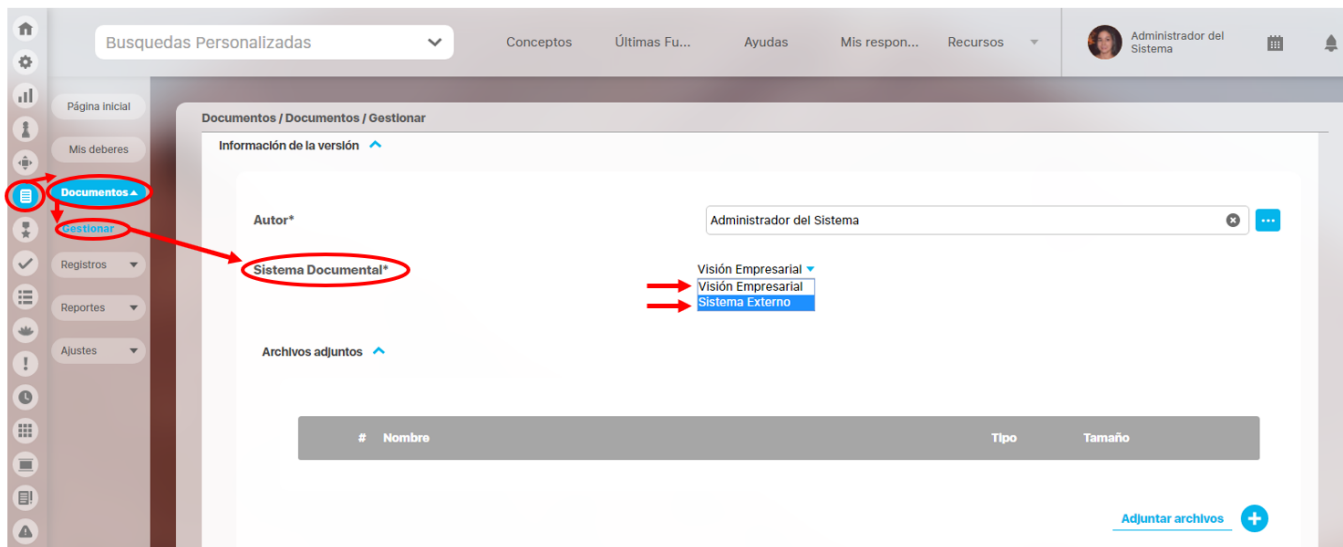 Busquedas Personalizadas
Conceptos
Últimas Fu...
Ayudas
Mis respon...
Recursos
Administrador del
Sistema
Página inicial
Mis deberes
Documentos
Gestionar
Registros
Reportes
Ajustes
Documentos / Documentos / Gestionar
Información de la versión
Autor*
Administrador del Sistema
Sistema Documental*
Visión Empresarial
Visión Empresarial
Sistema Externo
Archivos adjuntos
# Nombre Tipo Tamaño
Adjuntar archivos